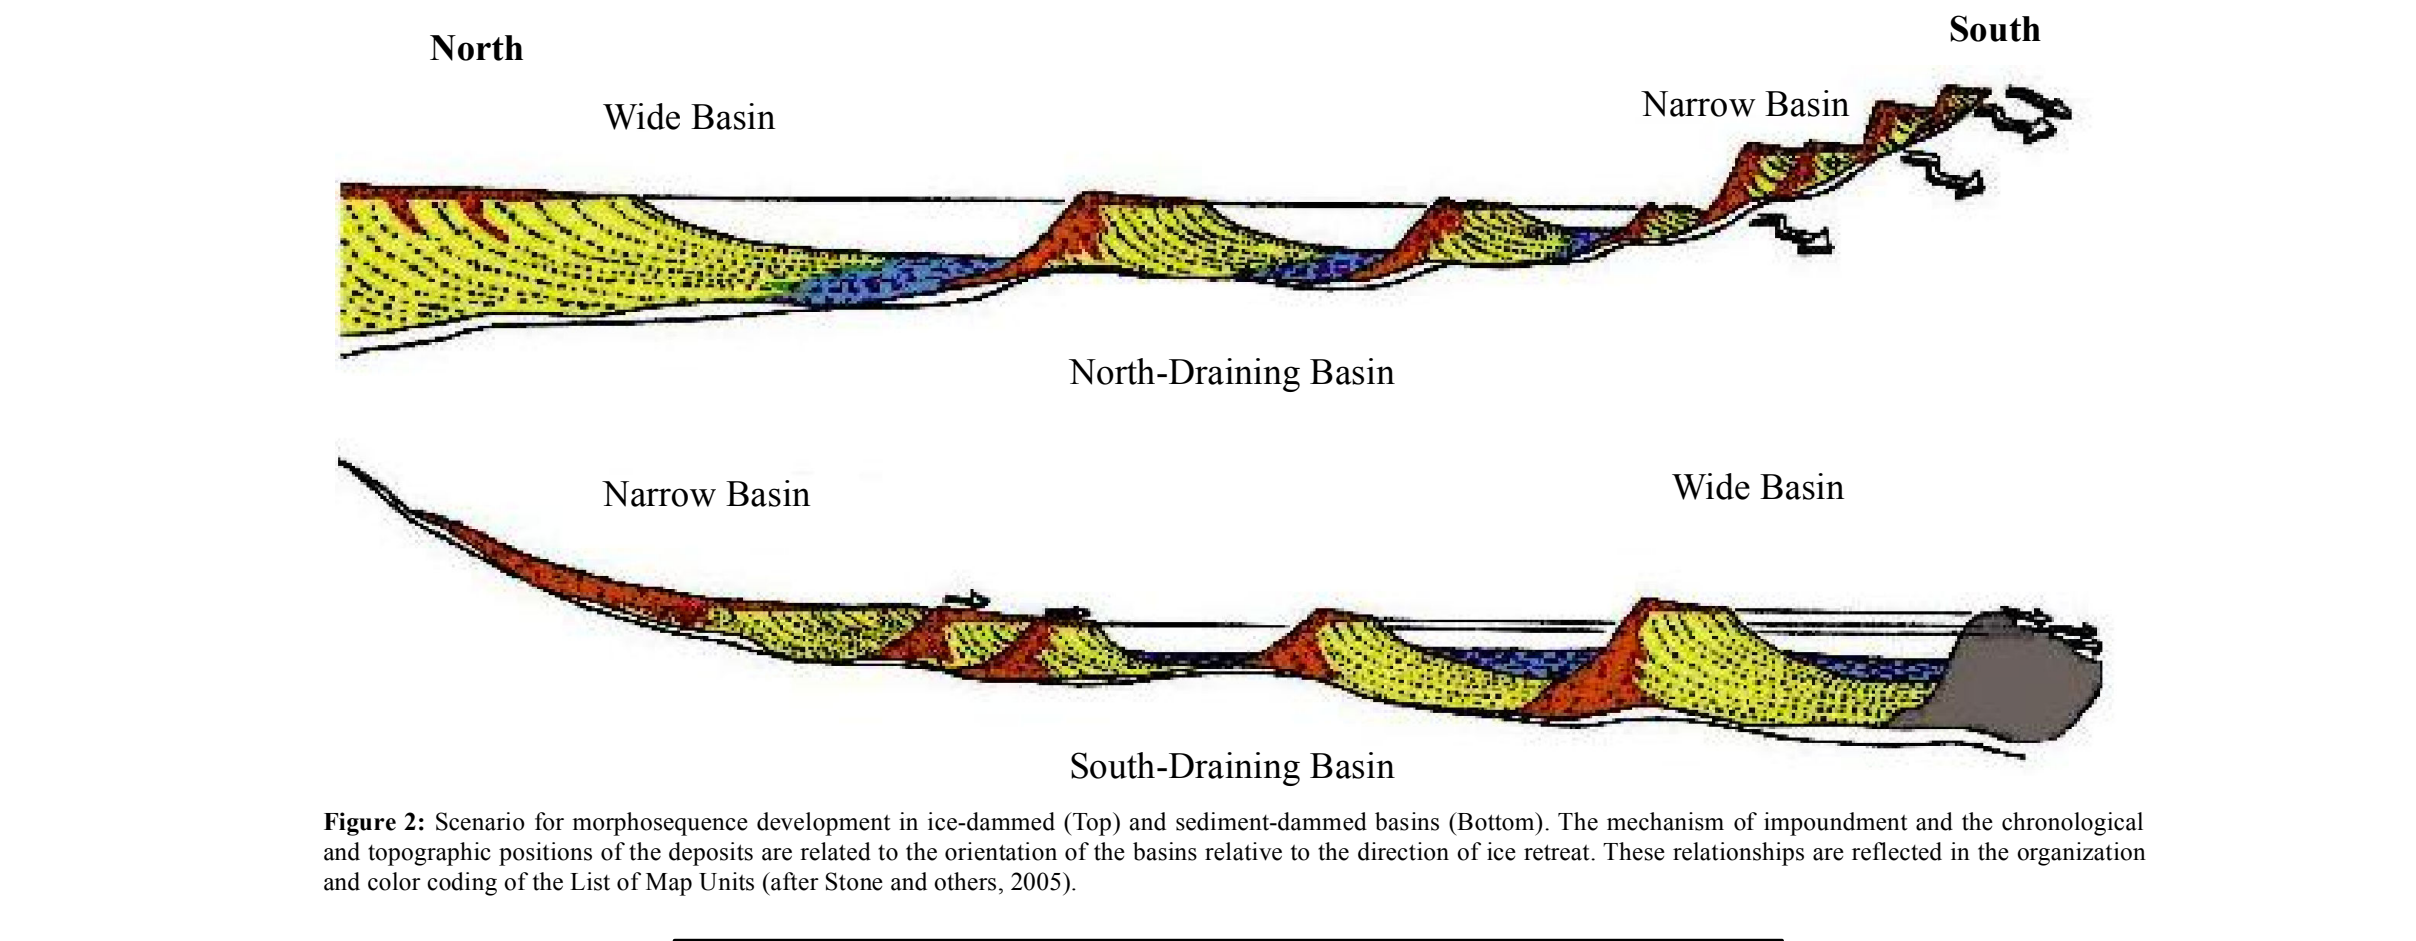 North
South
Wide Basin
Narrow Basin
North-Draining Basin
Narrow Basin
Wide Basin
South-Draining Basin
Figure 2: Scenario for morphosequence development in ice-dammed (Top) and sediment-dammed basins (Bottom). The mechanism of impoundment and the chronological
and topographic positions of the deposits are related to the orientation of the basins relative to the direction of ice retreat. These relationships are reflected in the organization
and color coding of the List of Map Units (after Stone and others, 2005).